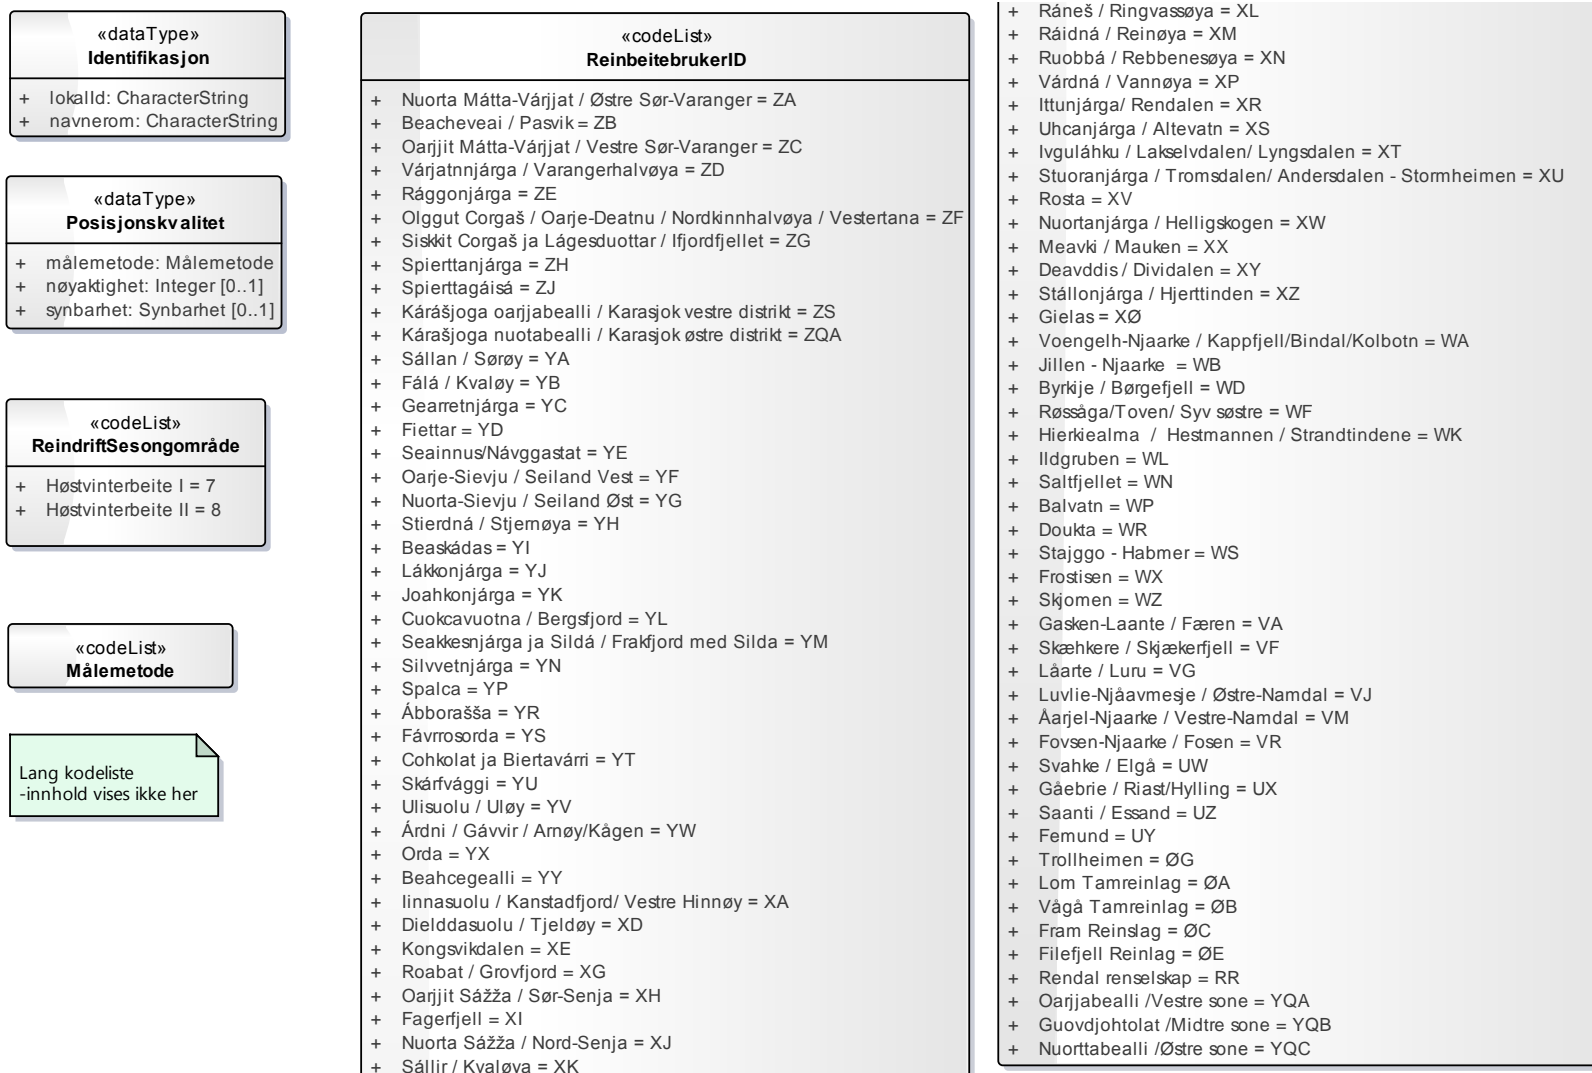 «dataType»
Identifikasjon
+ lokalId: CharacterString
+ navnerom: CharacterString
«dataType»
Posisjonskvalitet
+ målemetode: Målemetode
+ nøyaktighet: Integer [0..1]
+ synbarhet: Synbarhet [0..1]
«codeList»
ReindriftSesongområde
+ Høstvinterbeite I = 7
+ Høstvinterbeite II = 8
«codeList»
Målemetode
Lang kodeliste
-innhold vises ikke her
«codeList»
ReinbeitebrukerID
+ Nuorta Mátta-Várjjat / Østre Sør-Varanger = ZA
+ Beacheveai / Pasvik = ZB
+ Oarjjit Mátta-Várjjat / Vestre Sør-Varanger = ZC
+ Várjatnnjárga / Varangerhalvøya = ZD
+ Rággonjárga = ZE
+ Olggut Corgaš / Oarje-Deatnu / Nordkinnhalvøya / Vestertana = ZF
+ Siskkit Corgaš ja Lágesduottar / Ifjordfjellet = ZG
+ Spierttanjárga = ZH
+ Spierttagáisá = ZJ
+ Kárášjoga oarjjabealli / Karasjok vestre distrikt = ZS
+ Kárašjoga nuotabealli / Karasjok østre distrikt = ZQA
+ Sállan / Sørøy = YA
+ Fálá / Kvaløy = YB
+ Gearretnjárga = YC
+ Fiettar = YD
+ Seainnus/Návggastat = YE
+ Oarje-Sievju / Seiland Vest = YF
+ Nuorta-Sievju / Seiland Øst = YG
+ Stierdná / Stjernøya = YH
+ Beaskádas = YI
+ Lákkonjárga = YJ
+ Joahkonjárga = YK
+ Cuokcavuotna / Bergsfjord = YL
+ Seakkesnjárga ja Sildá / Frakfjord med Silda = YM
+ Silvvetnjárga = YN
+ Spalca = YP
+ Ábborašša = YR
+ Fávrrosorda = YS
+ Cohkolat ja Biertavárri = YT
+ Skárfvággi = YU
+ Ulisuolu / Uløy = YV
+ Árdni / Gávvir / Arnøy/Kågen = YW
+ Orda = YX
+ Beahcegealli = YY
+ Iinnasuolu / Kanstadfjord/ Vestre Hinnøy = XA
+ Dielddasuolu / Tjeldøy = XD
+ Kongsvikdalen = XE
+ Roabat / Grovfjord = XG
+ Oarjjit Sážža / Sør-Senja = XH
+ Fagerfjell = XI
+ Nuorta Sážža / Nord-Senja = XJ
+ Sállir / Kvaløya = XK
+ Ráneš / Ringvassøya = XL
+ Ráidná / Reinøya = XM
+ Ruobbá / Rebbenesøya = XN
+ Várdná / Vannøya = XP
+ Ittunjárga/ Rendalen = XR
+ Uhcanjárga / Altevatn = XS
+ Ivguláhku / Lakselvdalen/ Lyngsdalen = XT
+ Stuoranjárga / Tromsdalen/ Andersdalen - Stormheimen = XU
+ Rosta = XV
+ Nuortanjárga / Helligskogen = XW
+ Meavki / Mauken = XX
+ Deavddis / Dividalen = XY
+ Stállonjárga / Hjerttinden = XZ
+ Gielas = XØ
+ Voengelh-Njaarke / Kappfjell/Bindal/Kolbotn = WA
+ Jillen - Njaarke = WB
+ Byrkije / Børgefjell = WD
+ Røssåga/Toven/ Syv søstre = WF
+ Hierkiealma / Hestmannen / Strandtindene = WK
+ Ildgruben = WL
+ Saltfjellet = WN
+ Balvatn = WP
+ Doukta = WR
+ Stajggo - Habmer = WS
+ Frostisen = WX
+ Skjomen = WZ
+ Gasken-Laante / Færen = VA
+ Skæhkere / Skjækerfjell = VF
+ Låarte / Luru = VG
+ Luvlie-Njåavmesje / Østre-Namdal = VJ
+ Åarjel-Njaarke / Vestre-Namdal = VM
+ Fovsen-Njaarke / Fosen = VR
+ Svahke / Elgå = UW
+ Gåebrie / Riast/Hylling = UX
+ Saanti / Essand = UZ
+ Femund = UY
+ Trollheimen = ØG
+ Lom Tamreinlag = ØA
+ Vågå Tamreinlag = ØB
+ Fram Reinslag = ØC
+ Filefjell Reinlag = ØE
+ Rendal renselskap = RR
+ Oarjjabealli /Vestre sone = YQA
+ Guovdjohtolat /Midtre sone = YQB
+ Nuorttabealli /Østre sone = YQC